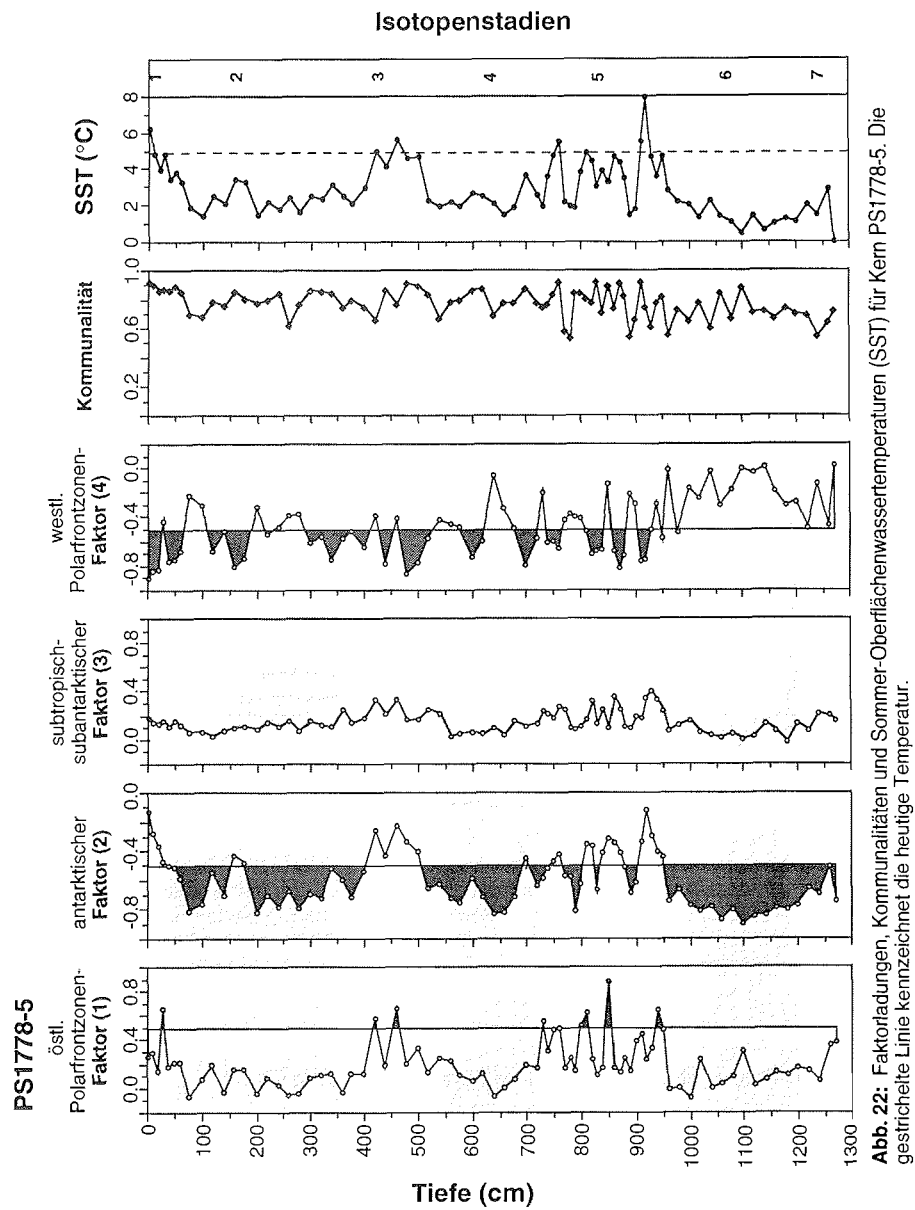 PS1778-5
Isotopenstadien
östl.
Polarfrontzonen-
Faktor (1)
antarktischer
Faktor (2)
subtropisch-
subantarktischer
Faktor (3)
westl.
Polarfrontzonen-
Faktor (4)
Kommunalität
SST (°C)
0.0 0.4 0.8
-0.8 -0.4 0.0
0.0 0.4 0.8
-0.8 -0.4 0.0
0.2 0.6 1.0
0 2 4 6 8
1
2
3
4
5
6
7
0
100
200
300
400
500
600
700
800
900
1000
1100
1200
1300
Tiefe (cm)
Abb. 22: Faktorladungen, Kommunalitäten und Sommer-Oberflächenwassertemperaturen (SST) für Kern PS1778-5. Die
gestrichelte Linie kennzeichnet die heutige Temperatur.